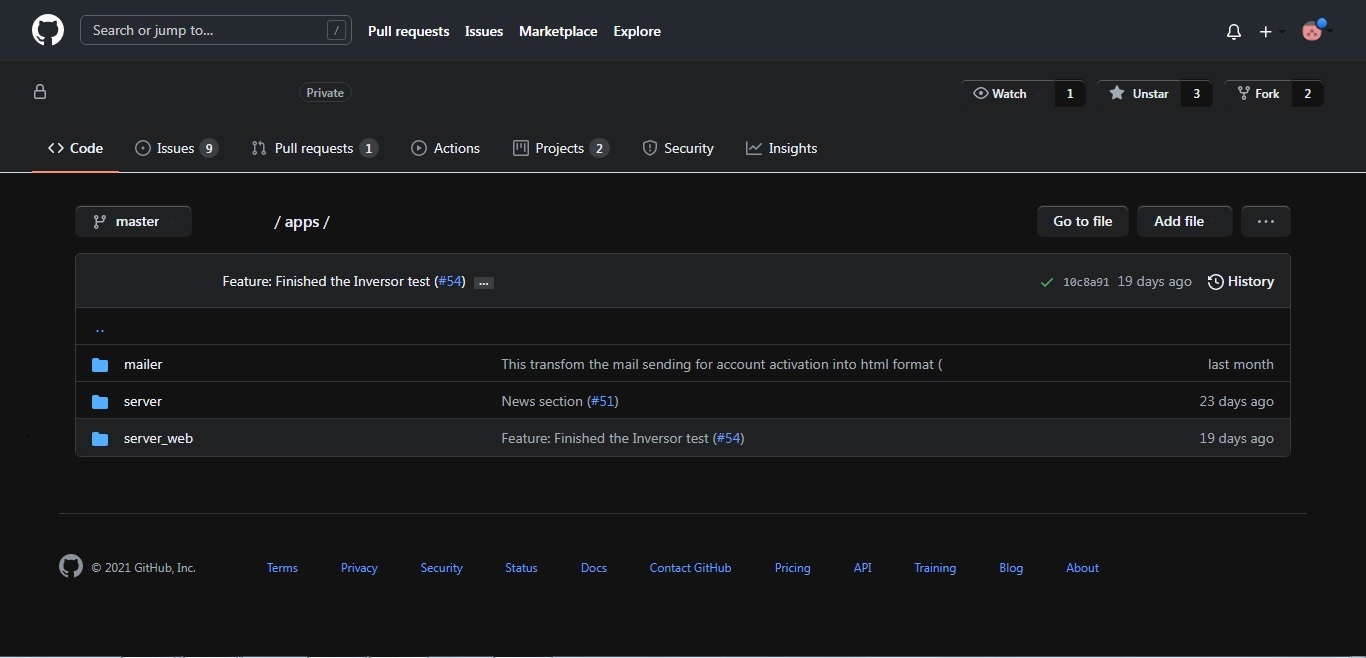 Search or jump to... / Pull requests Issues Marketplace Explore
Private Watch 1 Unstar 3 Fork 2
Code Issues 9 Pull requests 1 Actions Projects 2 Security Insights
master / apps / Go to file Add file ...
Feature: Finished the Inversor test (#54) ... 10c8a91 19 days ago History
..
mailer This transfom the mail sending for account activation into html format ( last month
server News section (#51) 23 days ago
server_web Feature: Finished the Inversor test (#54) 19 days ago
© 2021 GitHub, Inc. Terms Privacy Security Status Docs Contact GitHub Pricing API Training Blog About